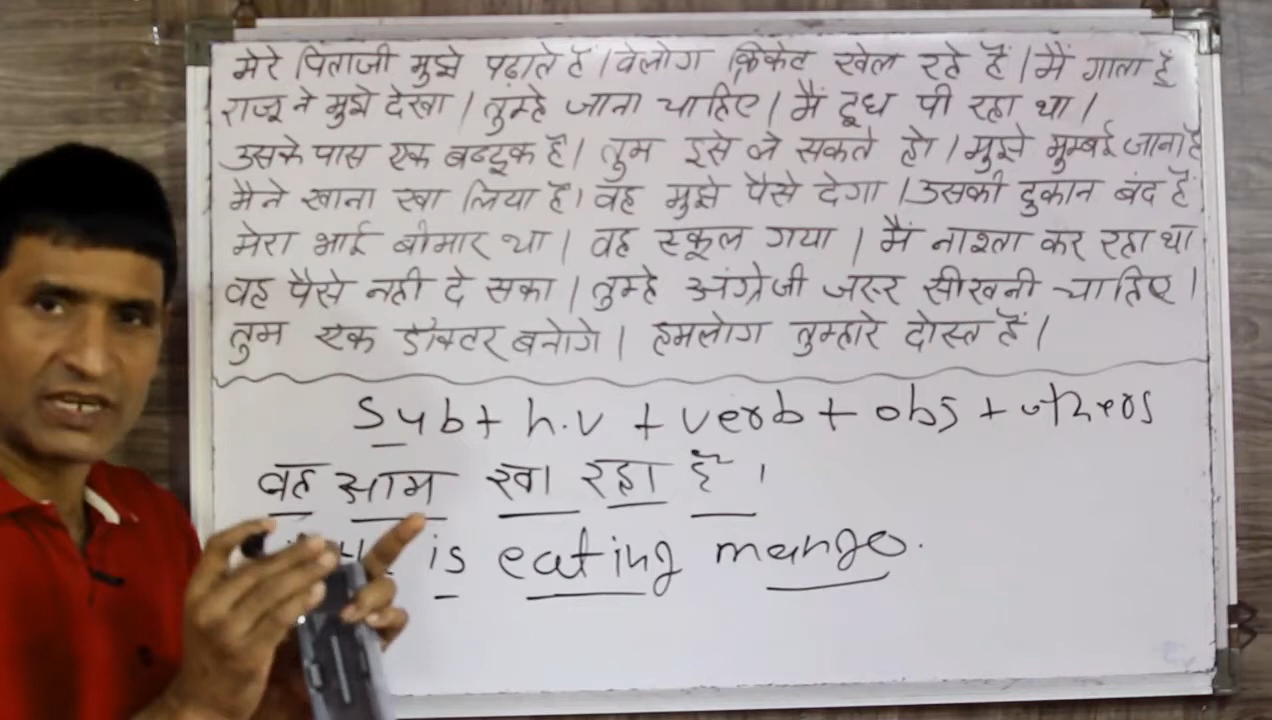 मेरे पिताजी मुझे पढ़ाते हैं। वेलोग क्रिकेट खेल रहे हैं। मैं गाता हूँ
राजू ने मुझे देखा। तुम्हे जाना चाहिए। मैं दूध पी रहा था।
उसके पास एक बन्दूक है। तुम इसे ले सकते हो। मुझे मुम्बई जाना है
मैने खाना खा लिया है। वह मुझे पैसे देगा। उसकी दुकान बंद है
मेरा भाई बीमार था। वह स्कूल गया। मैं नाश्ता कर रहा था
वह पैसे नही दे सका। तुम्हे अंग्रेजी जरूर सीखनी चाहिए।
तुम एक डॉक्टर बनोगे। हमलोग तुम्हारे दोस्त हैं।
Sub + h.v + verb + obj + others
वह आम खा रहा है।
is eating mango.